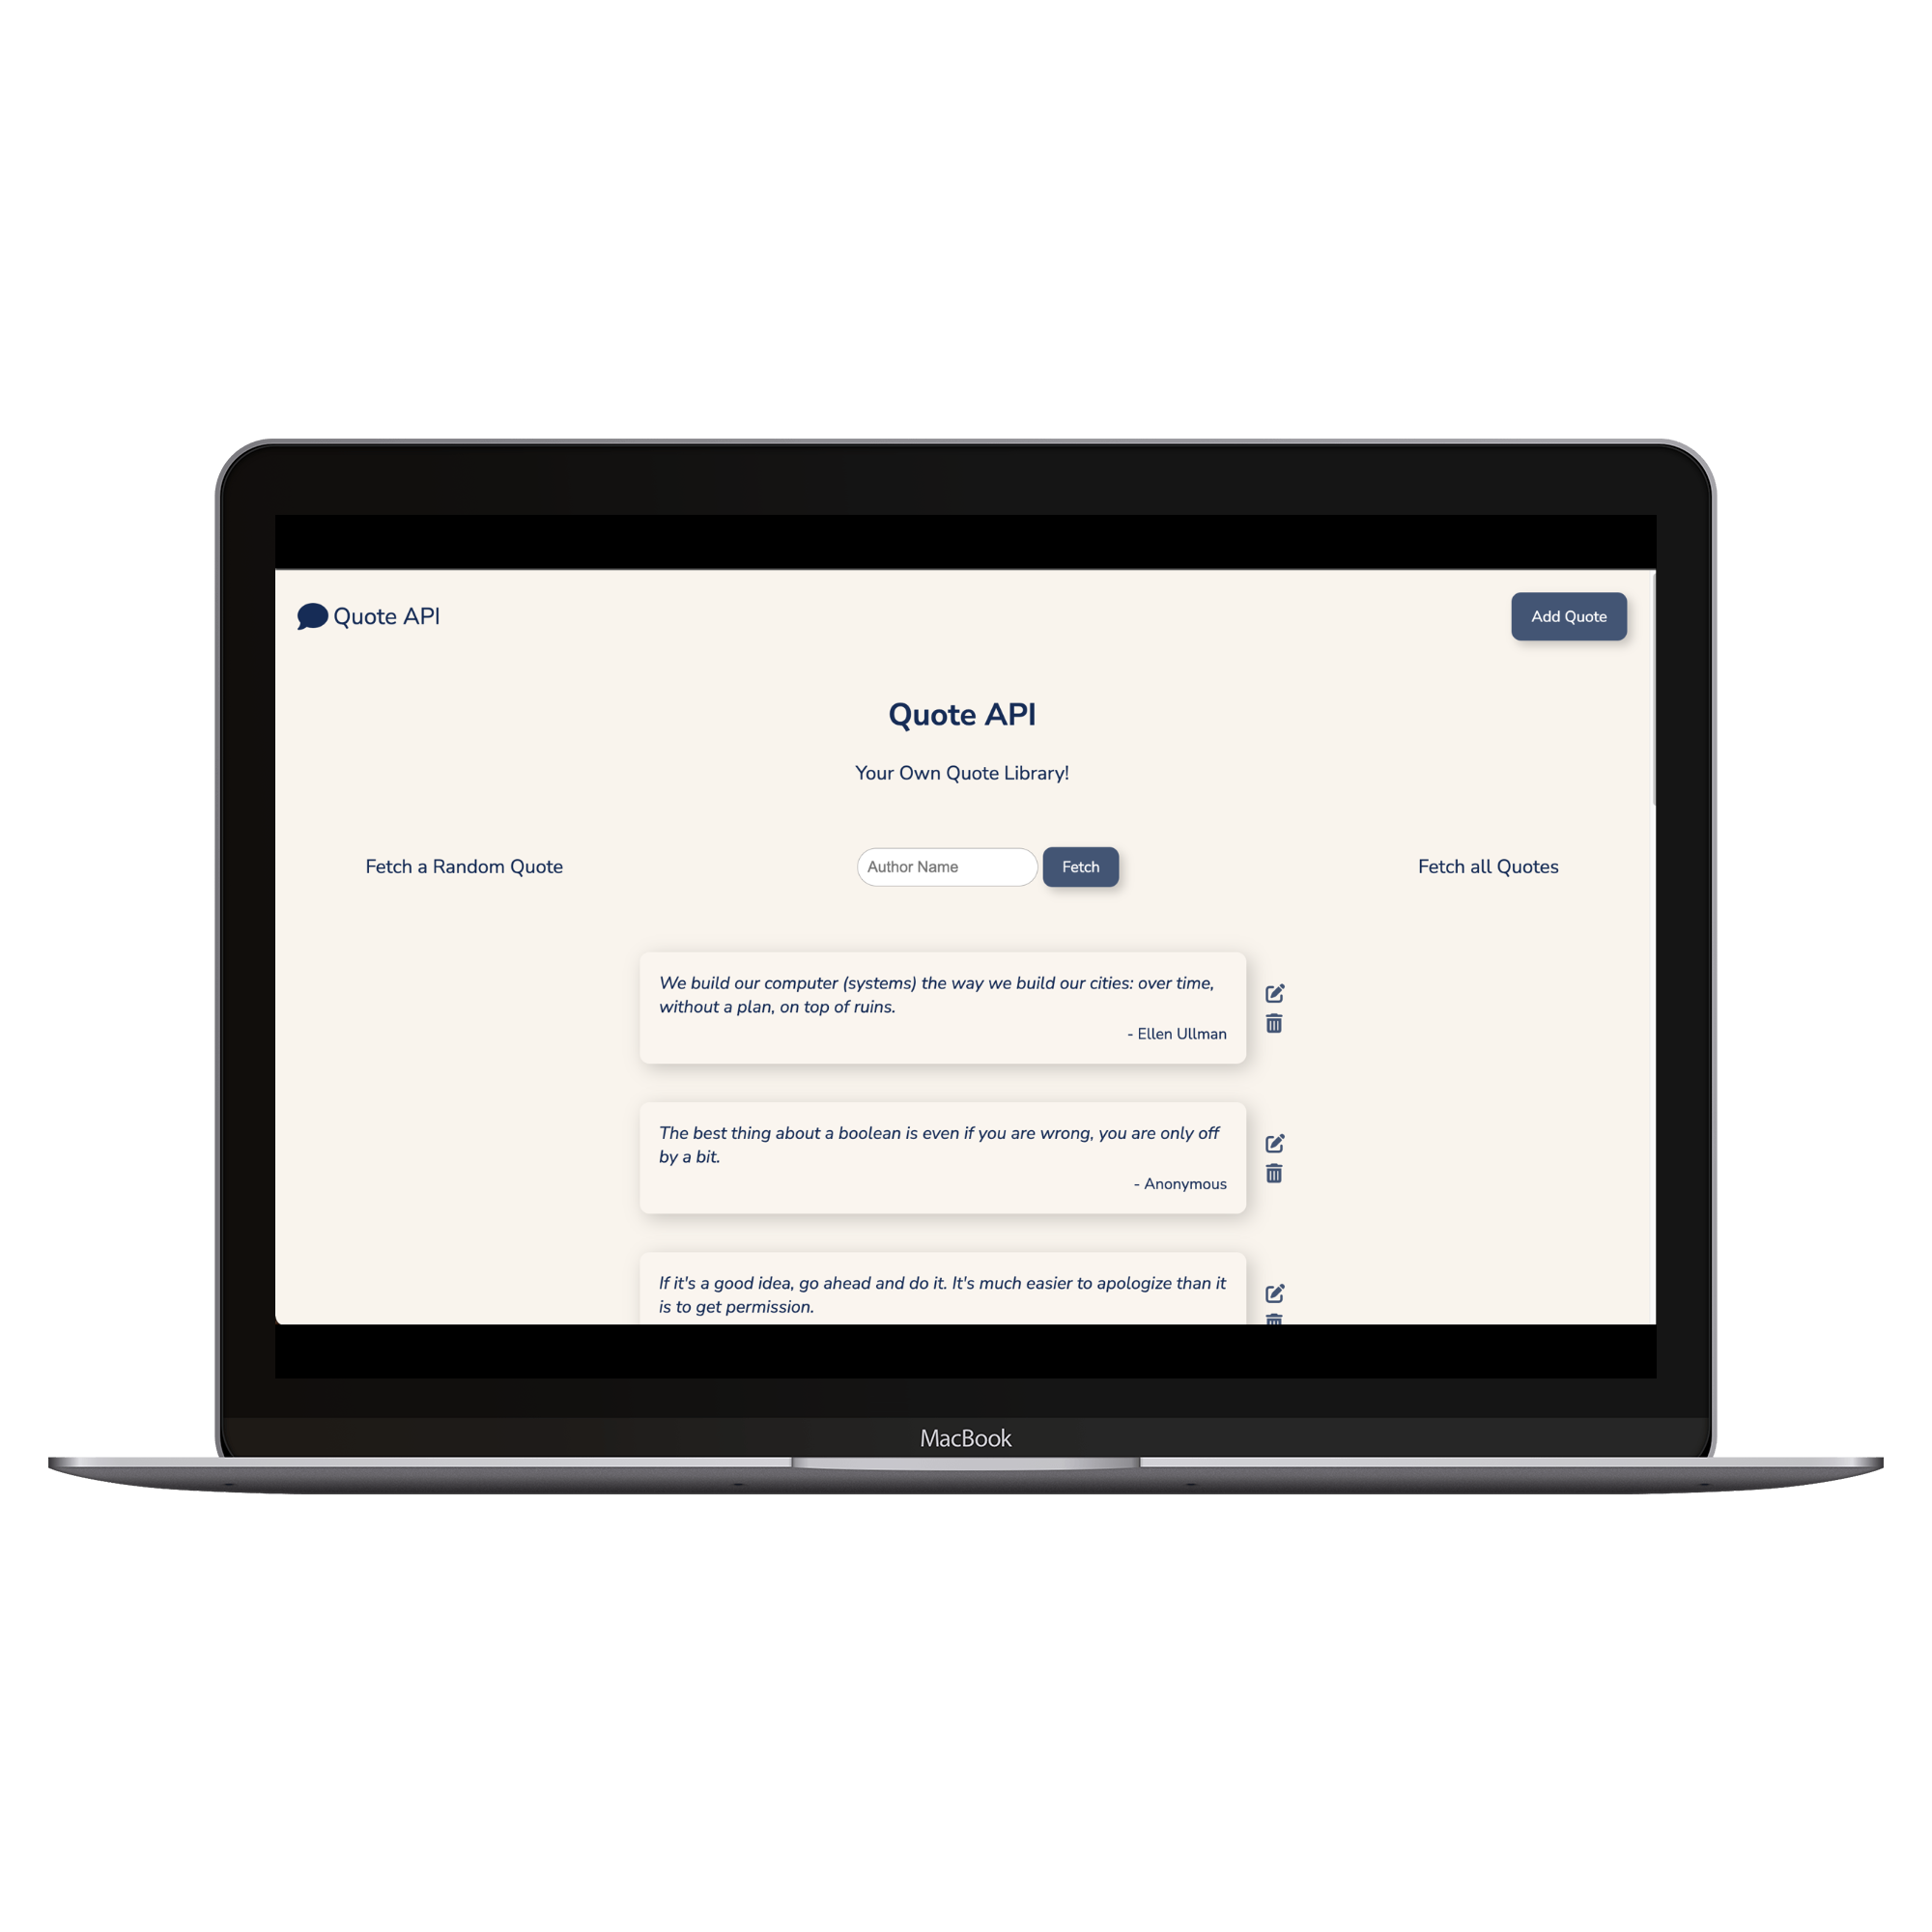 Quote API
Add Quote
Quote API
Your Own Quote Library!
Fetch a Random Quote
Author Name
Fetch
Fetch all Quotes
We build our computer (systems) the way we build our cities: over time,
without a plan, on top of ruins.
- Ellen Ullman
The best thing about a boolean is even if you are wrong, you are only off
by a bit.
- Anonymous
If it's a good idea, go ahead and do it. It's much easier to apologize than it
is to get permission.
MacBook